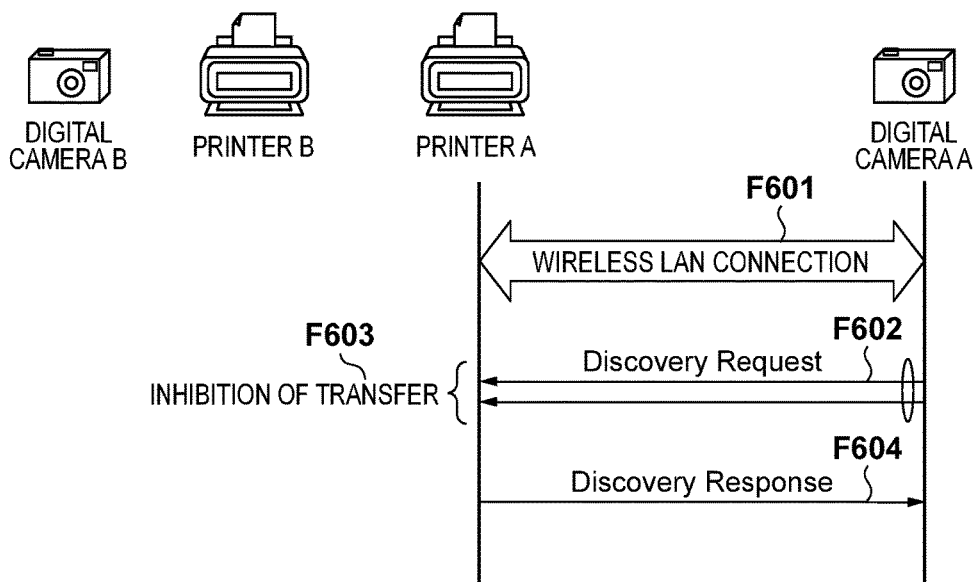 DIGITAL
CAMERA B
PRINTER B
PRINTER A
DIGITAL
CAMERA A
F601
WIRELESS LAN CONNECTION
F602
Discovery Request
F603
INHIBITION OF TRANSFER
F604
Discovery Response